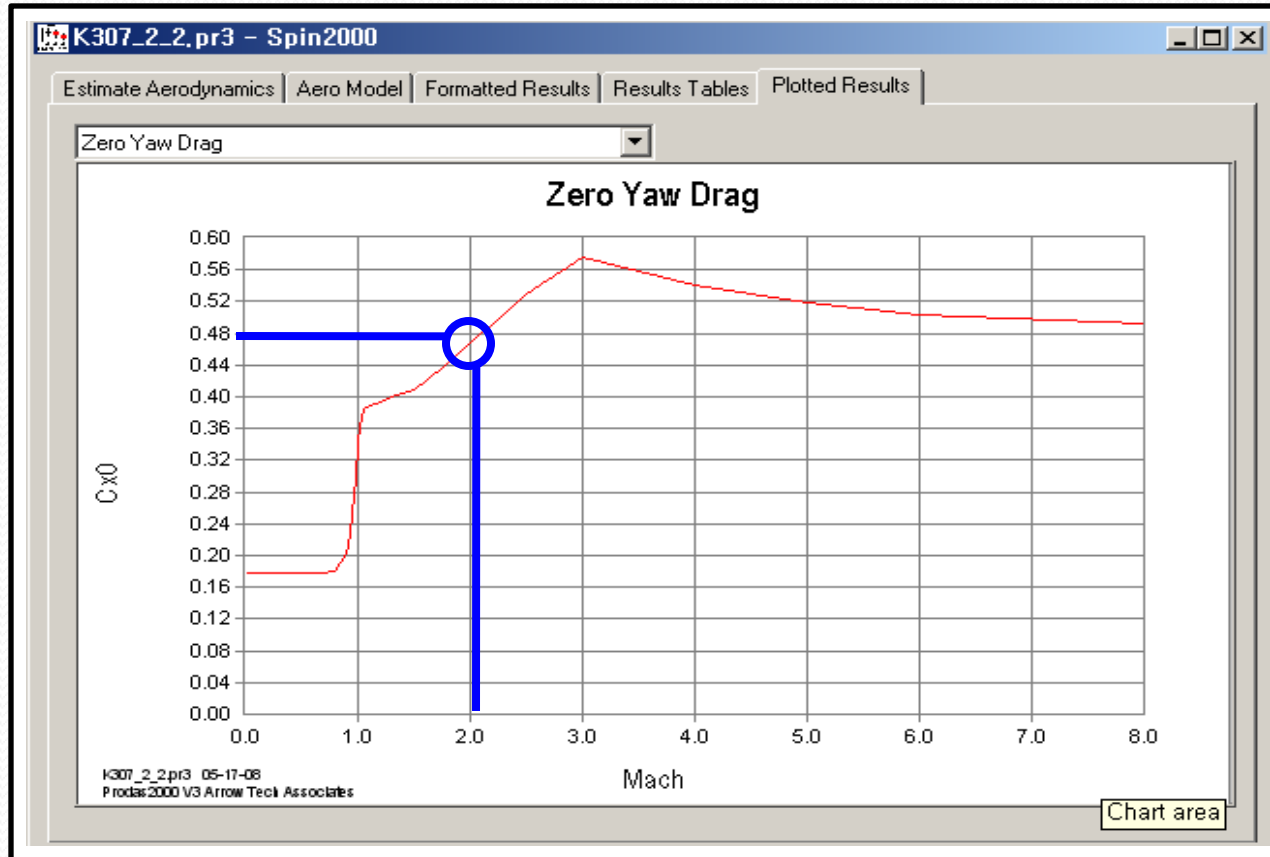 K307_2_2.pr3 - Spin2000
Estimate Aerodynamics Aero Model Formatted Results Results Tables Plotted Results
Zero Yaw Drag
Zero Yaw Drag
0.60
0.56
0.52
0.48
0.44
0.40
0.36
0.32
0.28
0.24
0.20
0.16
0.12
0.08
0.04
0.00
Cx0
0.0 1.0 2.0 3.0 4.0 5.0 6.0 7.0 8.0
Mach
K307_2_2.pr3 05-17-08
Prodas2000 V3 Arrow Tech Associates
Chart area